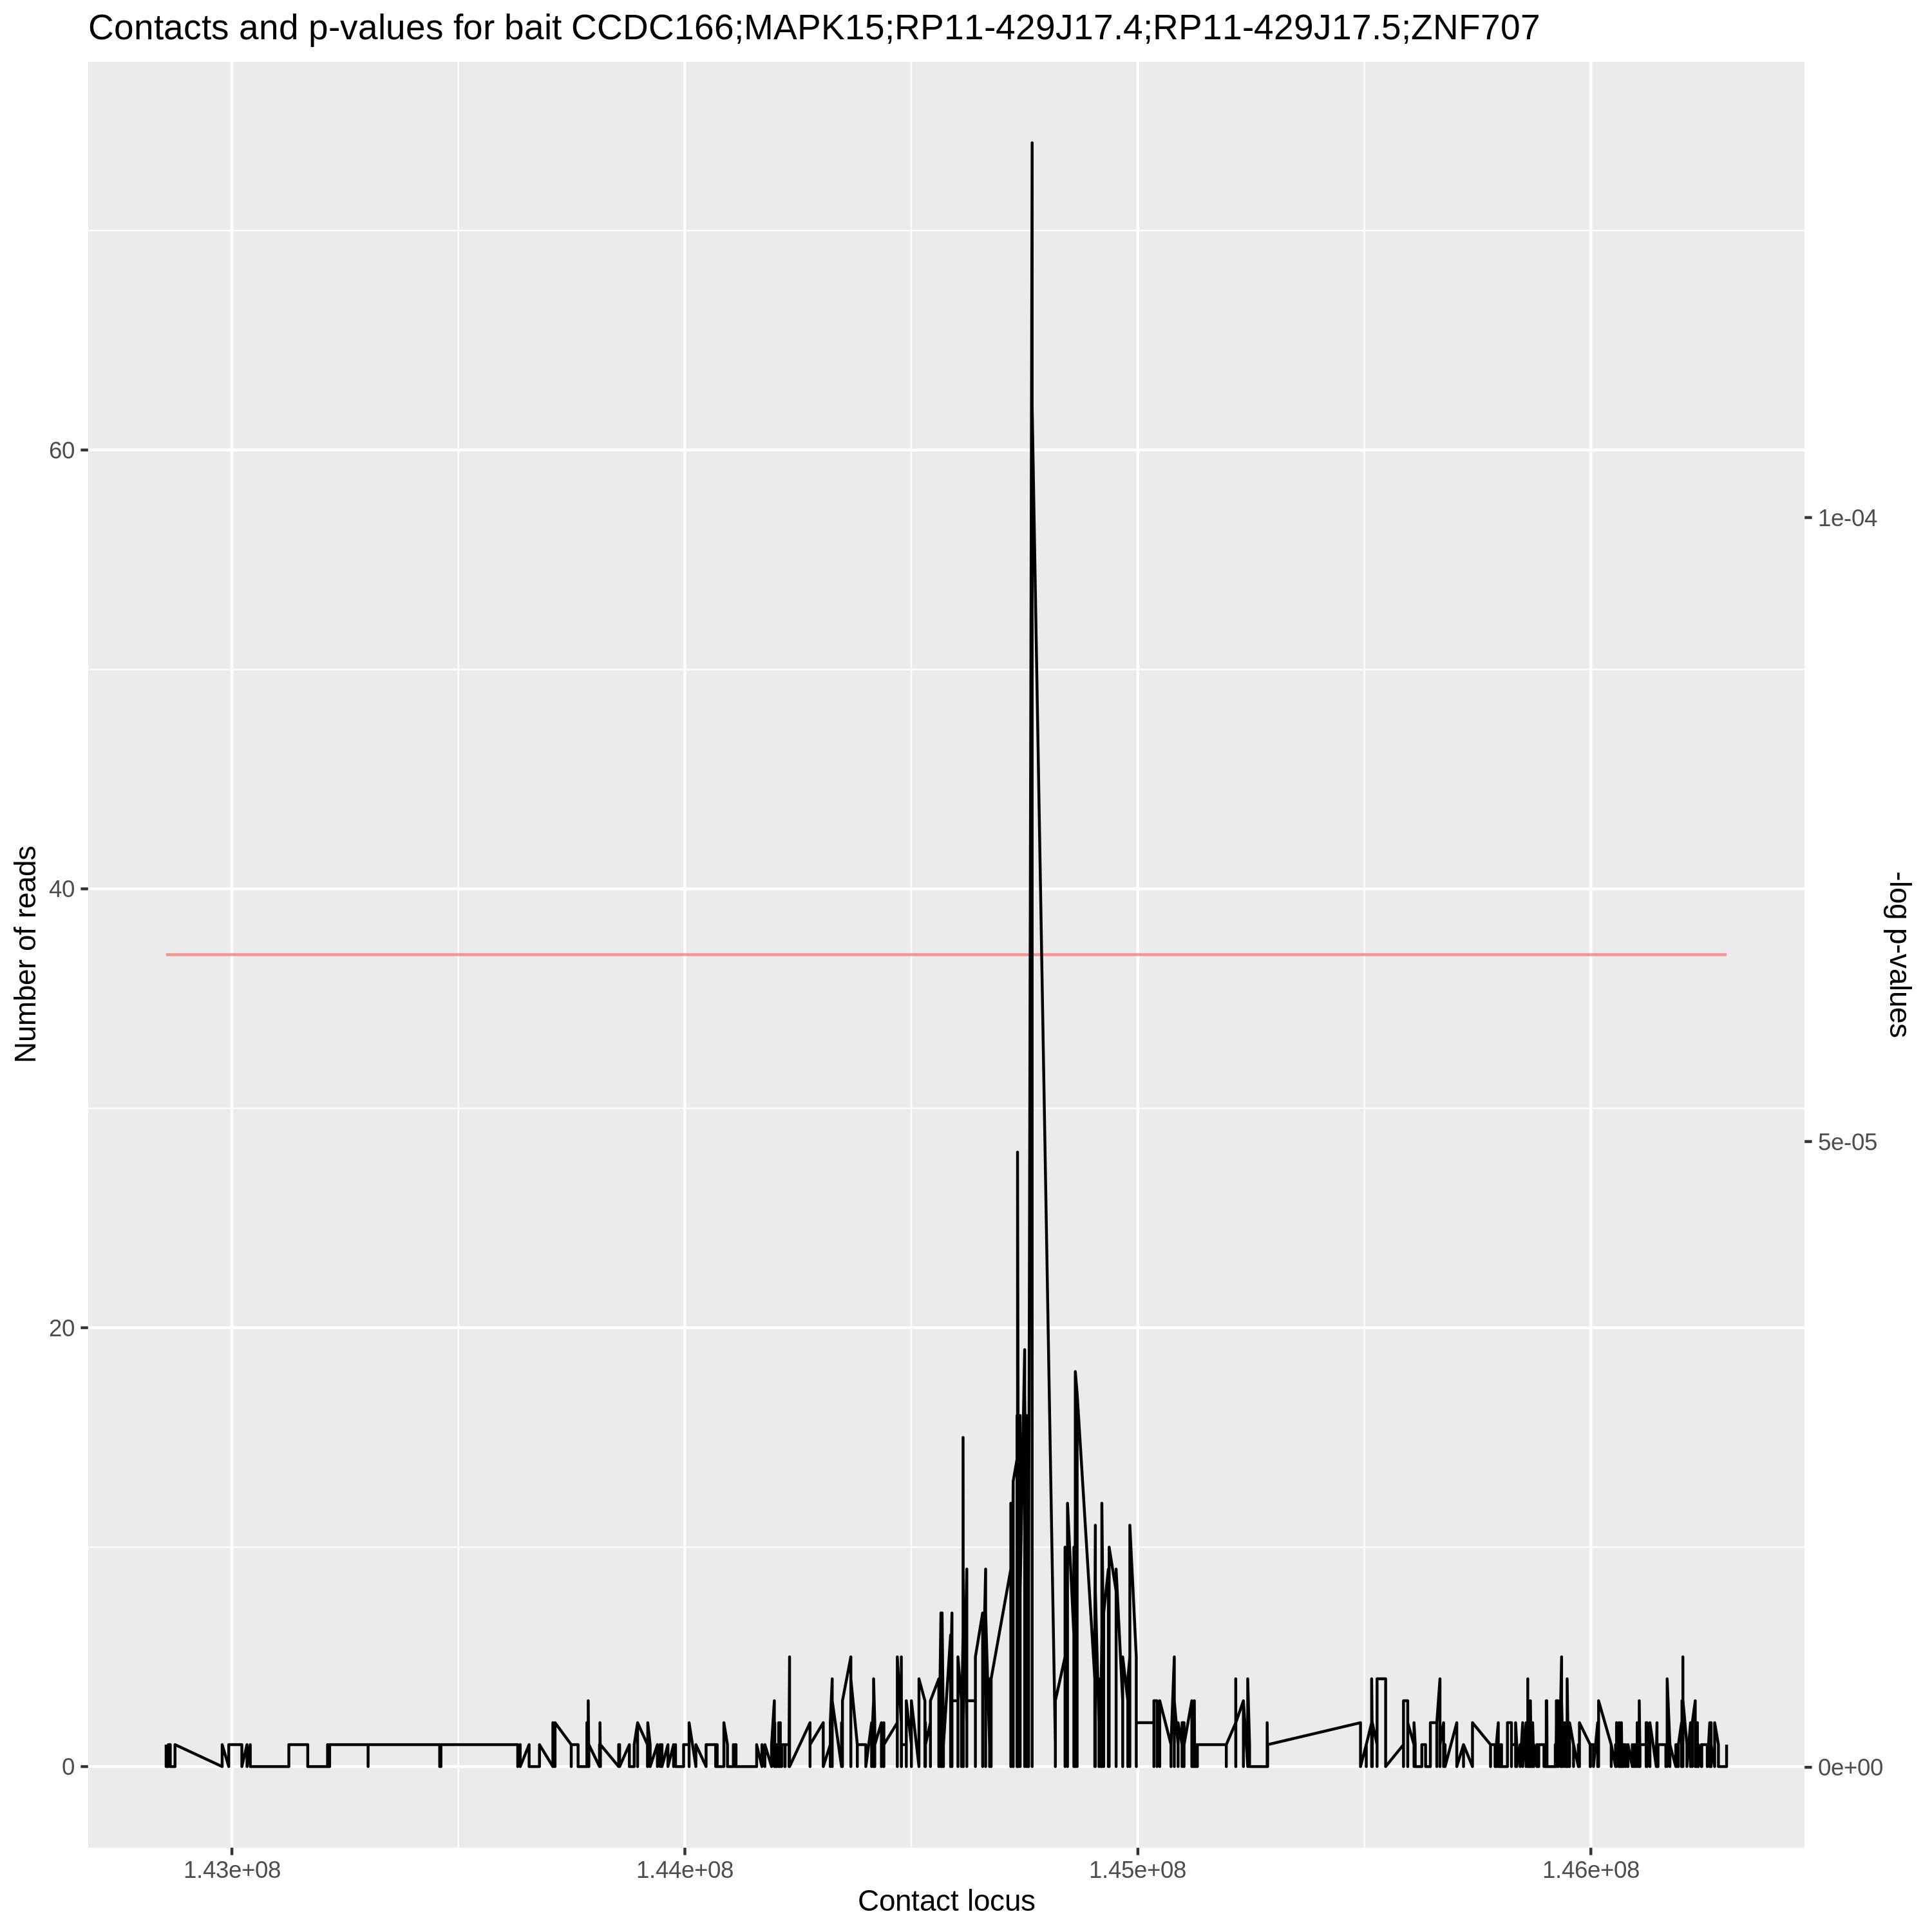 Contacts and p-values for bait CCDC166;MAPK15;RP11-429J17.4;RP11-429J17.5;ZNF707
60
40
20
0
Number of reads
1e-04
5e-05
0e+00
-log p-values
1.43e+08
1.44e+08
1.45e+08
1.46e+08
Contact locus